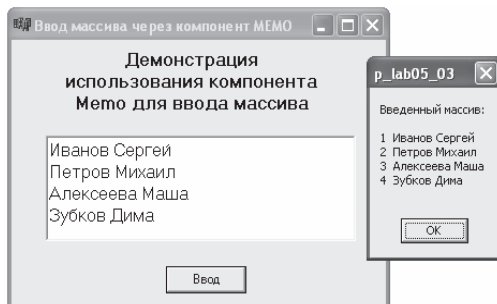 Ввод массива через компонент MEMO
Демонстрация
использования компонента
Memo для ввода массива
Иванов Сергей
Петров Михаил
Алексеева Маша
Зубков Дима
Ввод
p_lab05_03
Введенный массив:
1 Иванов Сергей
2 Петров Михаил
3 Алексеева Маша
4 Зубков Дима
OK